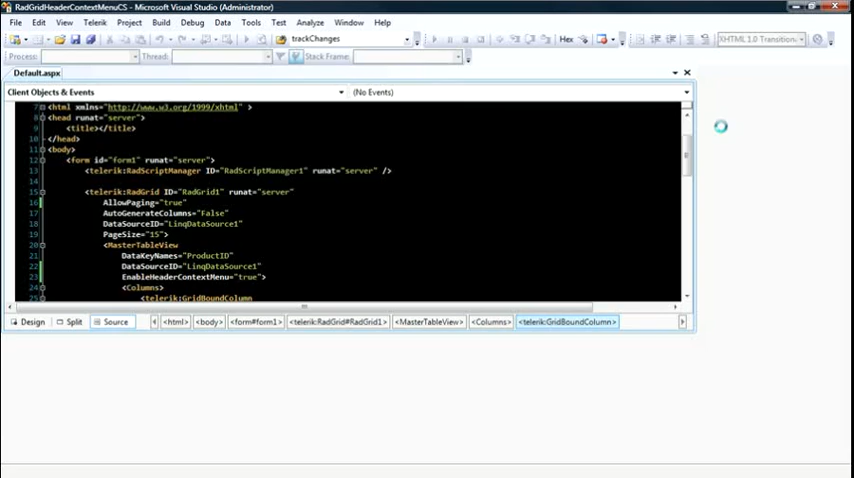 RadGridHeaderContextMenuCS - Microsoft Visual Studio (Administrator)
File Edit View Telerik Project Build Debug Data Tools Test Analyze Window Help
trackChanges Hex XHTML 1.0 Transition
Process: Thread: Stack Frame:
Default.aspx
Client Objects & Events (No Events)
7 <html xmlns="http://www.w3.org/1999/xhtml" >
8 <head runat="server">
9 <title></title>
10 </head>
11 <body>
12 <form id="form1" runat="server">
13 <telerik:RadScriptManager ID="RadScriptManager1" runat="server" />
14
15 <telerik:RadGrid ID="RadGrid1" runat="server"
16 AllowPaging="true"
17 AutoGenerateColumns="False"
18 DataSourceID="LinqDataSource1"
19 PageSize="15">
20 <MasterTableView
21 DataKeyNames="ProductID"
22 DataSourceID="LinqDataSource1"
23 EnableHeaderContextMenu="true">
24 <Columns>
25 <telerik:GridBoundColumn
Design Split Source <html> <body> <form#form1> <telerik:RadGrid#RadGrid1> <MasterTableView> <Columns> <telerik:GridBoundColumn>